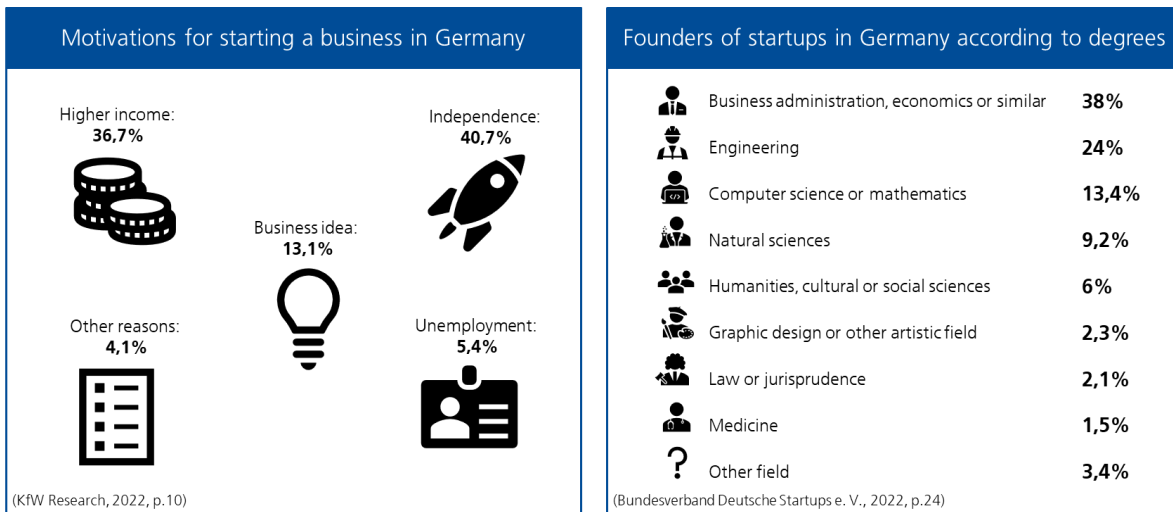 Motivations for starting a business in Germany
Higher income:
36,7%
Independence:
40,7%
Business idea:
13,1%
Other reasons:
4,1%
Unemployment:
5,4%
(KfW Research, 2022, p.10)
Founders of startups in Germany according to degrees
Business administration, economics or similar 38%
Engineering 24%
</> Computer science or mathematics 13,4%
Natural sciences 9,2%
Humanities, cultural or social sciences 6%
Graphic design or other artistic field 2,3%
Law or jurisprudence 2,1%
Medicine 1,5%
? Other field 3,4%
(Bundesverband Deutsche Startups e. V., 2022, p.24)